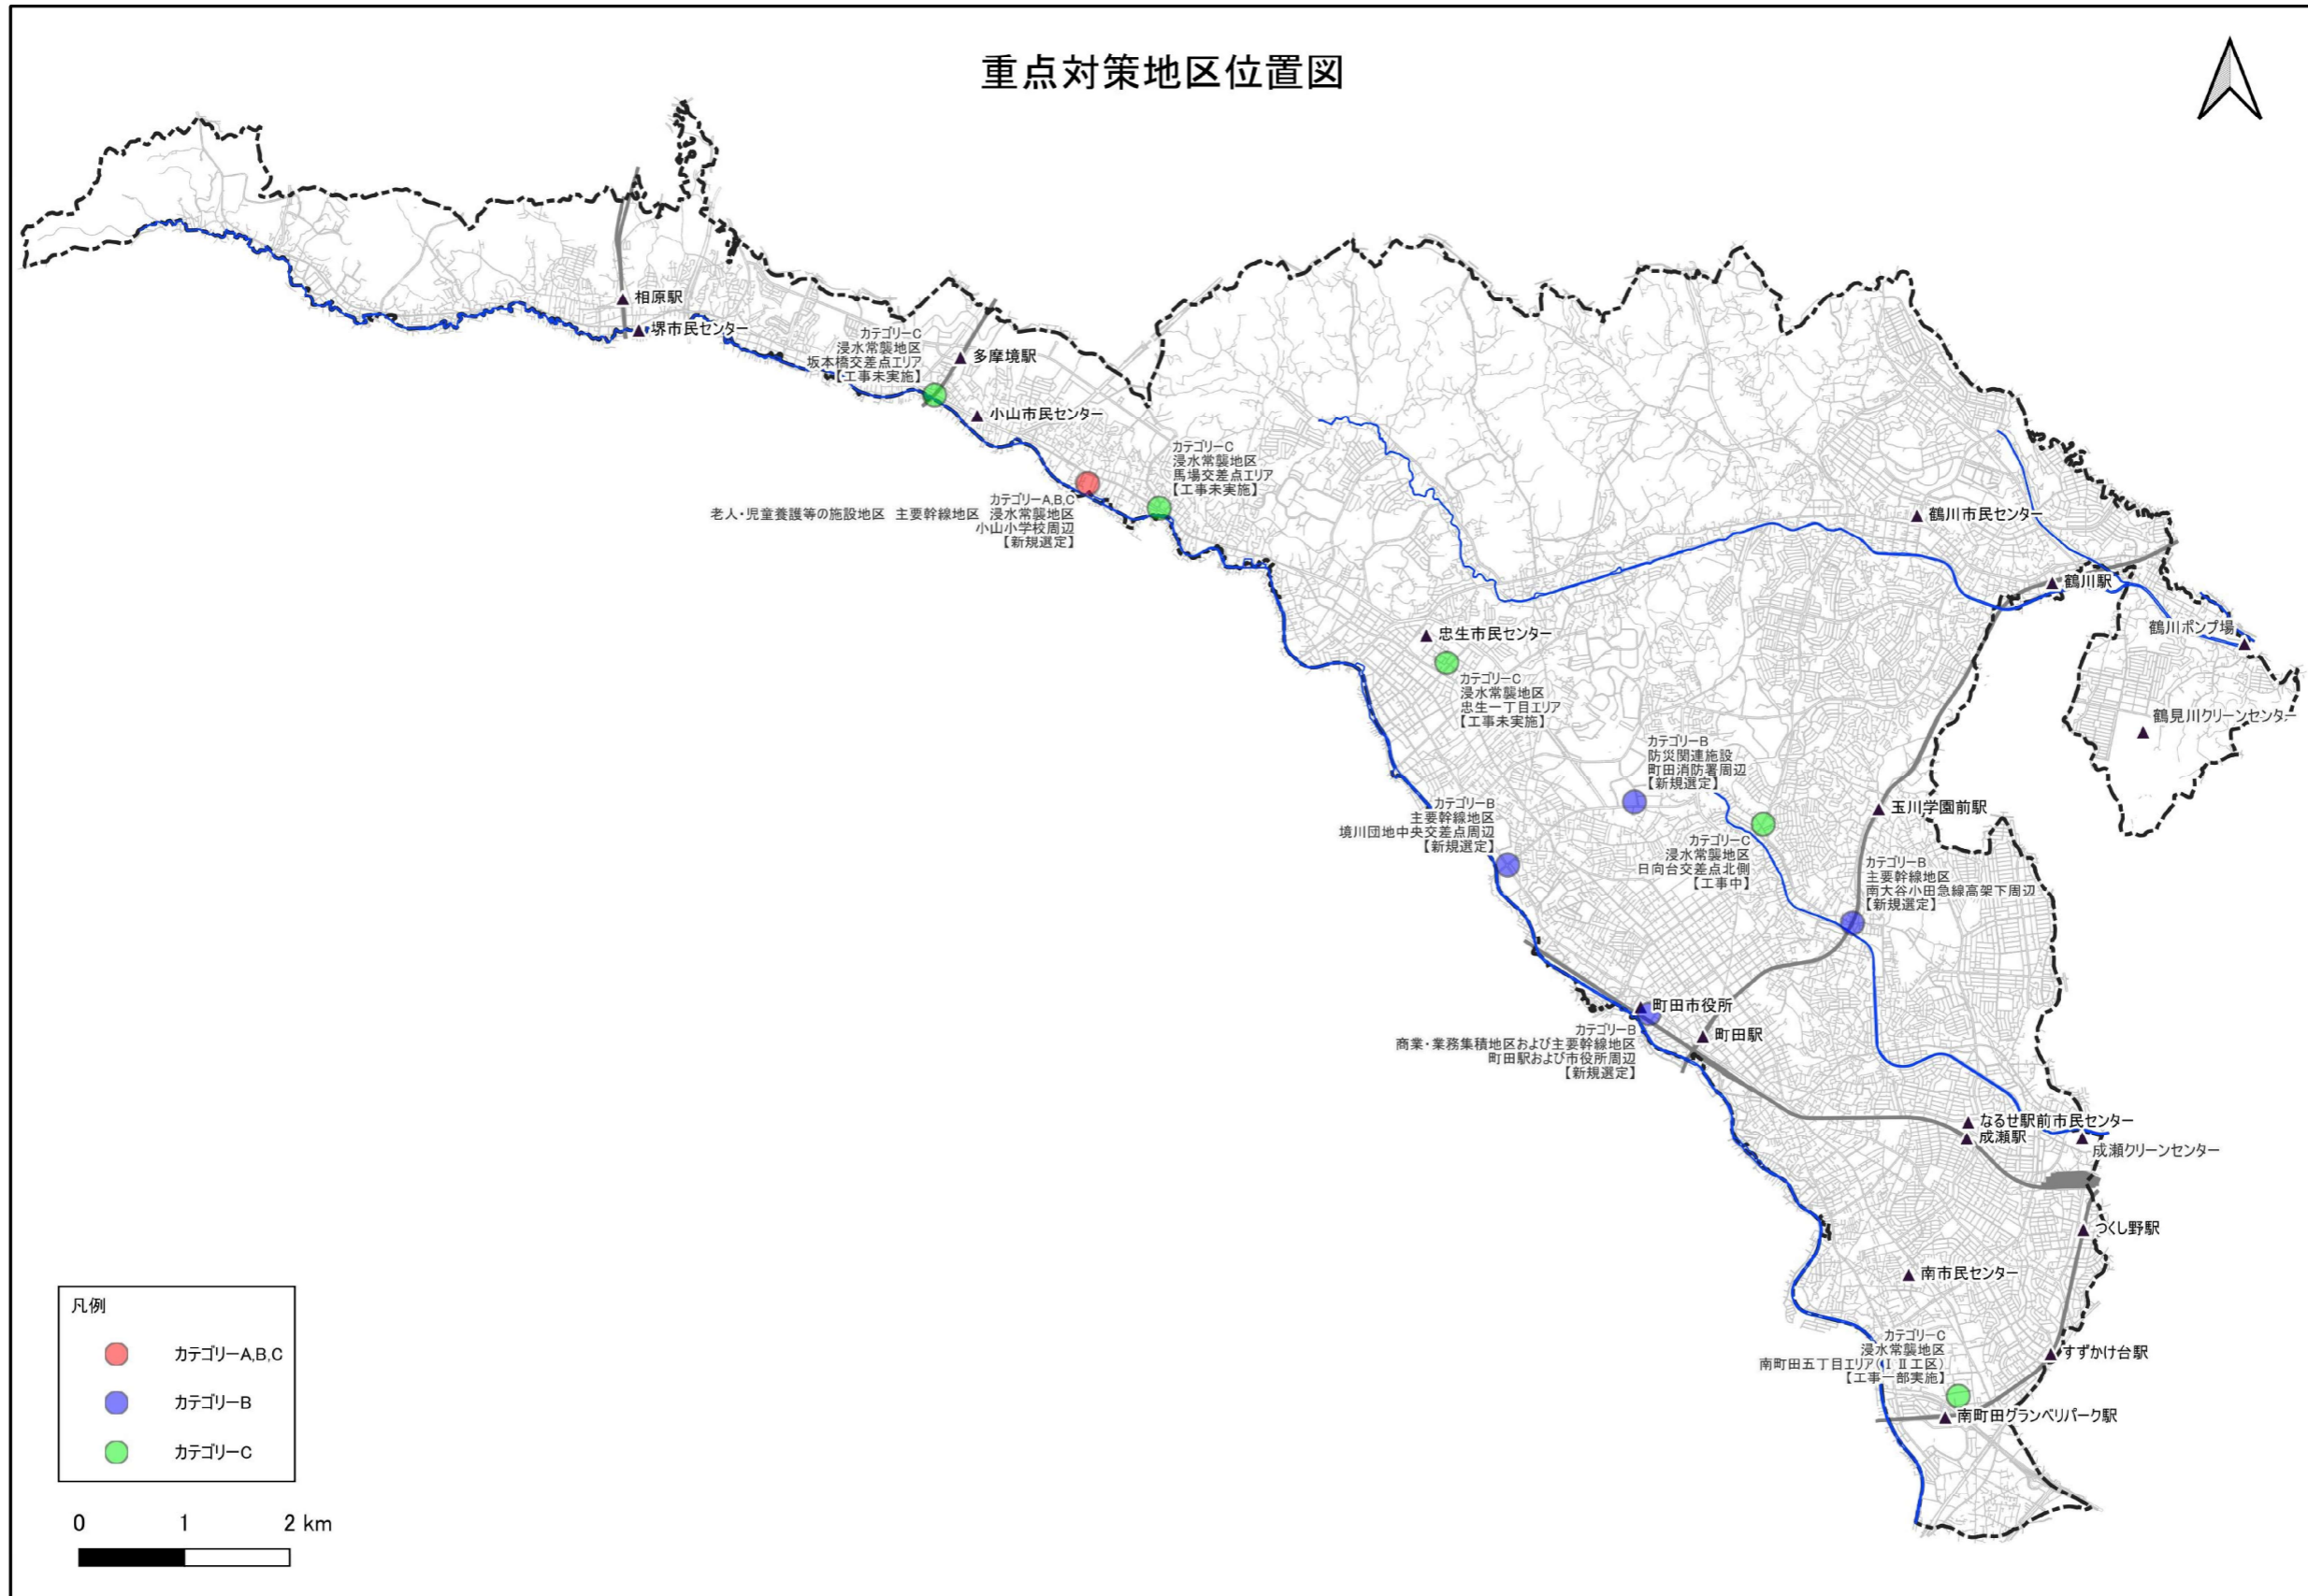 重点対策地区位置図
相原駅
堺市民センター
カテゴリーC
浸水常襲地区
坂本橋交差点エリア
【工事未実施】
多摩境駅
小山市民センター
カテゴリーC
浸水常襲地区
馬場交差点エリア
【工事未実施】
カテゴリーA,B,C
老人・児童養護等の施設地区 主要幹線地区 浸水常襲地区
小山小学校周辺
【新規選定】
鶴川市民センター
鶴川駅
鶴川ポンプ場
鶴見川クリーンセンター
忠生市民センター
カテゴリーC
浸水常襲地区
忠生一丁目エリア
【工事未実施】
カテゴリーB
防災関連施設
町田消防署周辺
【新規選定】
カテゴリーB
主要幹線地区
境川団地中央交差点周辺
【新規選定】
玉川学園前駅
カテゴリーC
浸水常襲地区
日向台交差点北側
【工事中】
カテゴリーB
主要幹線地区
南大谷小田急線高架下周辺
【新規選定】
町田市役所
町田駅
カテゴリーB
商業・業務集積地区および主要幹線地区
町田駅および市役所周辺
【新規選定】
なるせ駅前市民センター
成瀬駅
成瀬クリーンセンター
つくし野駅
南市民センター
カテゴリーC
浸水常襲地区
南町田五丁目エリア(Ⅰ Ⅱ工区)
【工事一部実施】
すずかけ台駅
南町田グランベリパーク駅
凡例
カテゴリーA,B,C
カテゴリーB
カテゴリーC
0 1 2 km